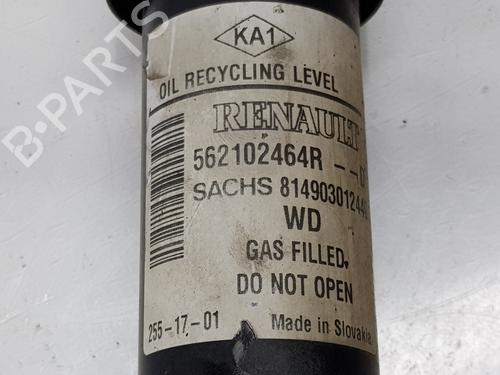 KA1
OIL RECYCLING LEVEL
RENAULT
562102464R
SACHS
WD
GAS FILLED.
DO NOT OPEN
255-17-01 Made in Slovakia
B-PARTS